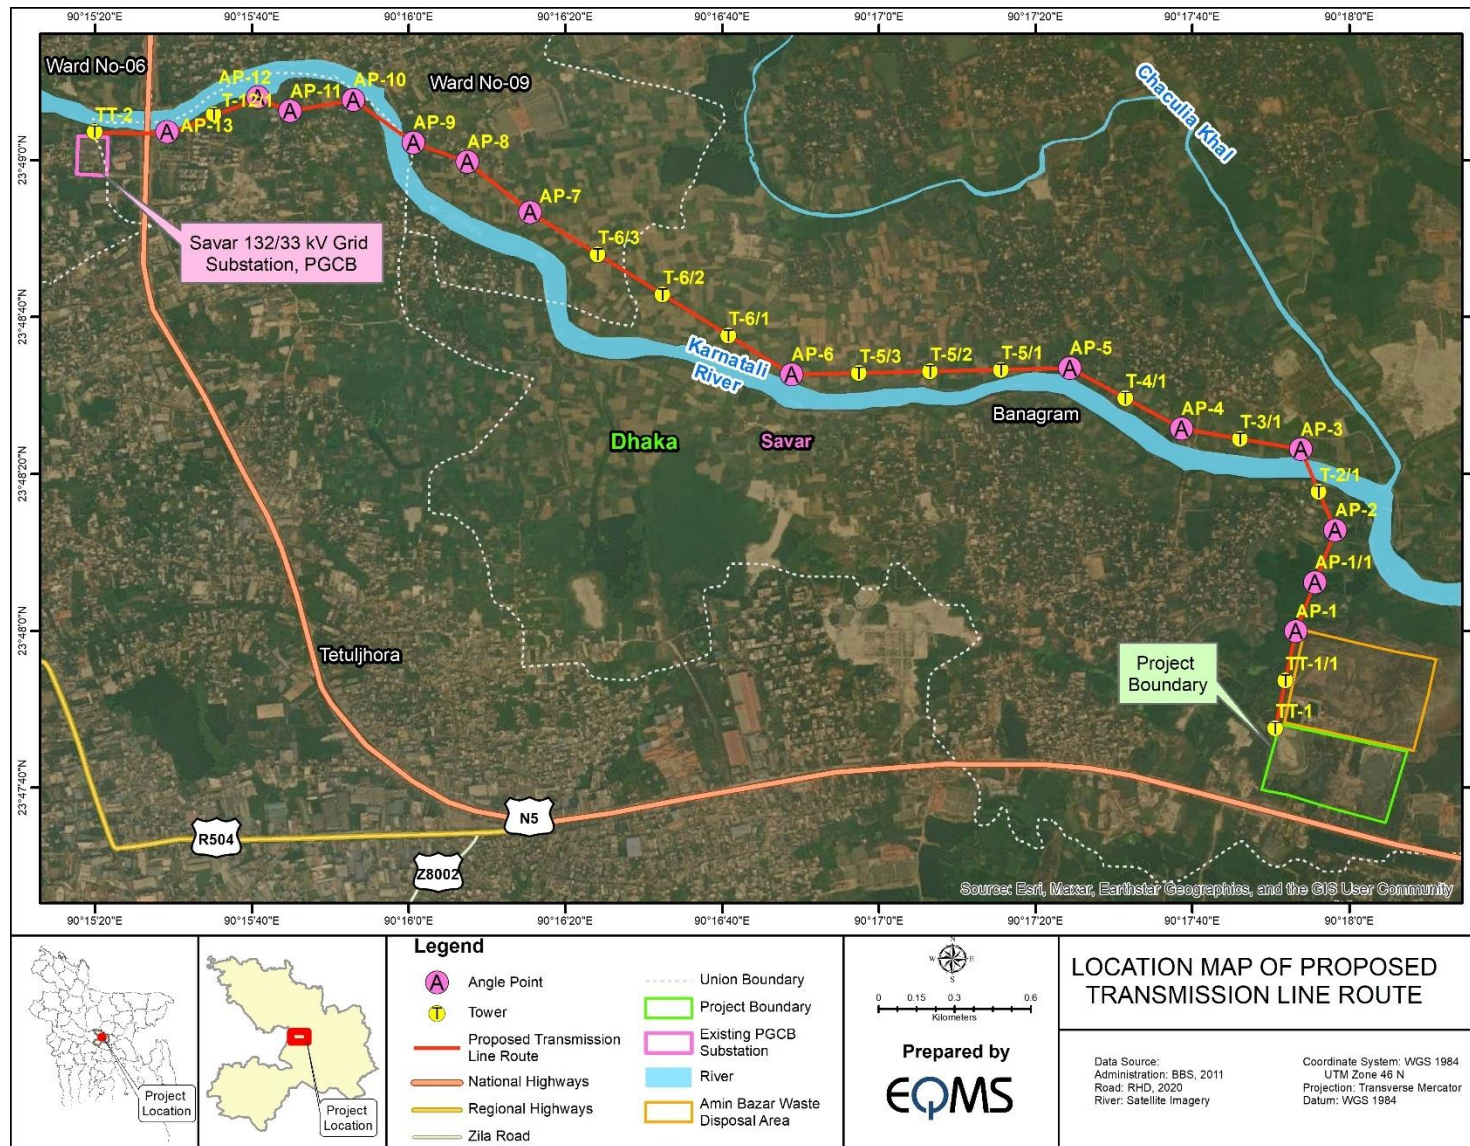 90°15'20"E
90°15'40"E
90°16'0"E
90°16'20"E
90°16'40"E
90°17'0"E
90°17'20"E
90°17'40"E
90°18'0"E
Ward No-06
AP-12
AP-10
Ward No-09
Chaculia Khal
TT-2
T-12/1
AP-11
AP-13
AP-9
AP-8
23°49'0"N
AP-7
Savar 132/33 kV Grid
Substation, PGCB
T-6/3
T-6/2
23°48'40"N
T-6/1
Karnatali
River
AP-6
T-5/3
T-5/2
T-5/1
AP-5
T-4/1
Banagram
AP-4
T-3/1
AP-3
Dhaka
Savar
23°48'20"N
T-2/1
AP-2
AP-1/1
AP-1
23°48'0"N
Tetuljhora
Project
Boundary
TT-1/1
TT-1
23°47'40"N
R504
N5
Z8002
Source: Esri, Maxar, Earthstar Geographics, and the GIS User Community
90°15'20"E
90°15'40"E
90°16'0"E
90°16'20"E
90°16'40"E
90°17'0"E
90°17'20"E
90°17'40"E
90°18'0"E
Project
Location
Project
Location
Legend
A Angle Point
T Tower
Proposed Transmission
Line Route
National Highways
Regional Highways
Zila Road
Union Boundary
Project Boundary
Existing PGCB
Substation
River
Amin Bazar Waste
Disposal Area
N
W E
S
0 0.15 0.3 0.6
Kilometers
Prepared by
EQMS
LOCATION MAP OF PROPOSED
TRANSMISSION LINE ROUTE
Data Source:
Administration: BBS, 2011
Road: RHD, 2020
River: Satellite Imagery
Coordinate System: WGS 1984
UTM Zone 46 N
Projection: Transverse Mercator
Datum: WGS 1984